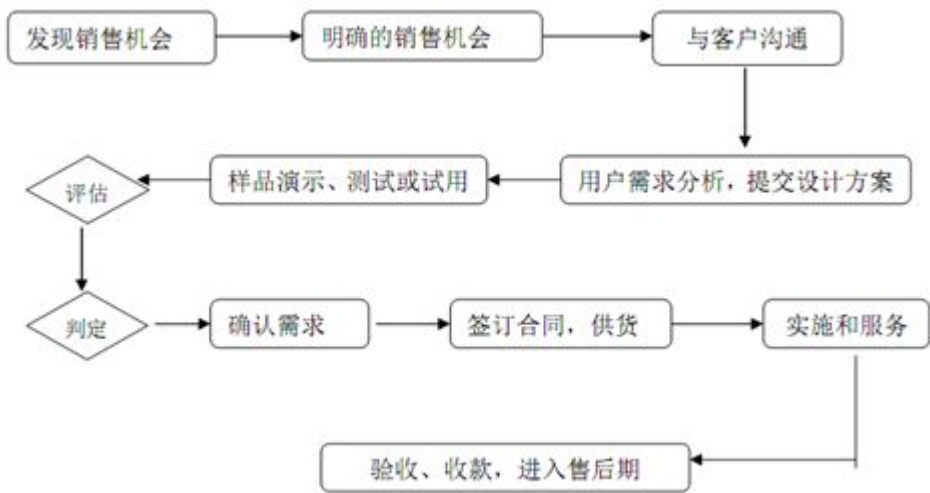 发现销售机会
明确的销售机会
与客户沟通
用户需求分析，提交设计方案
样品演示、测试或试用
评估
判定
确认需求
签订合同，供货
实施和服务
验收、收款，进入售后期